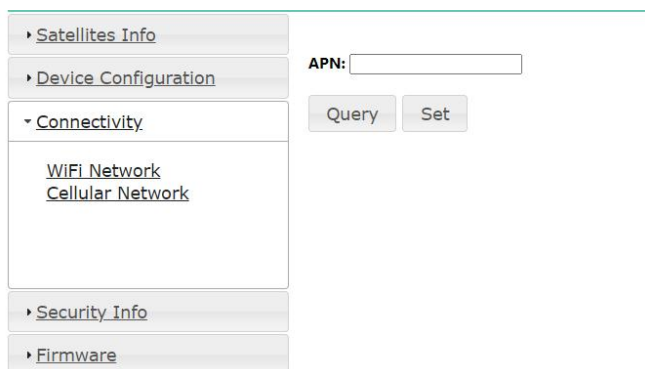 Satellites Info
Device Configuration
Connectivity
WiFi Network
Cellular Network
Security Info
Firmware
APN:
Query Set